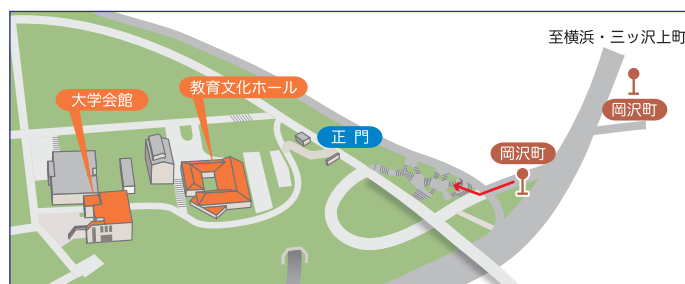 至横浜・三ッ沢上町
教育文化ホール
大学会館
岡沢町
正 門
岡沢町